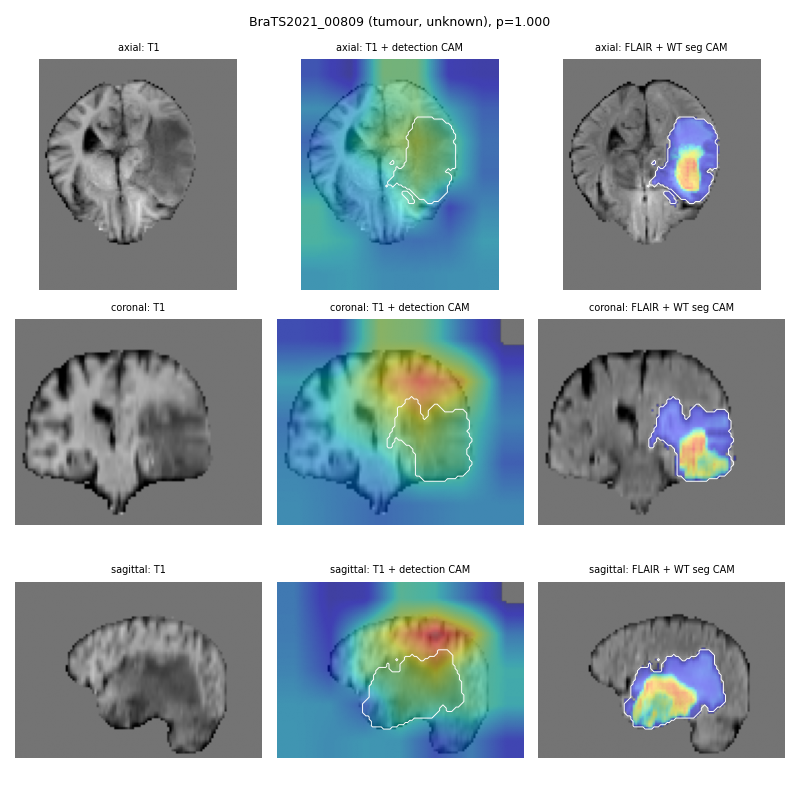 BraTS2021_00809 (tumour, unknown), p=1.000
axial: T1
axial: T1 + detection CAM
axial: FLAIR + WT seg CAM
coronal: T1
coronal: T1 + detection CAM
coronal: FLAIR + WT seg CAM
sagittal: T1
sagittal: T1 + detection CAM
sagittal: FLAIR + WT seg CAM